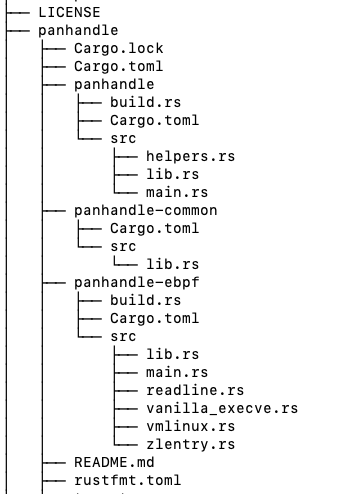 ├── LICENSE
├── panhandle
│   ├── Cargo.lock
│   ├── Cargo.toml
│   ├── panhandle
│   │   ├── build.rs
│   │   ├── Cargo.toml
│   │   └── src
│   │       ├── helpers.rs
│   │       ├── lib.rs
│   │       └── main.rs
│   ├── panhandle-common
│   │   ├── Cargo.toml
│   │   └── src
│   │       └── lib.rs
│   ├── panhandle-ebpf
│   │   ├── build.rs
│   │   ├── Cargo.toml
│   │   └── src
│   │       ├── lib.rs
│   │       ├── main.rs
│   │       ├── readline.rs
│   │       ├── vanilla_execve.rs
│   │       ├── vmlinux.rs
│   │       └── zlentry.rs
│   ├── README.md
│   ├── rustfmt.toml